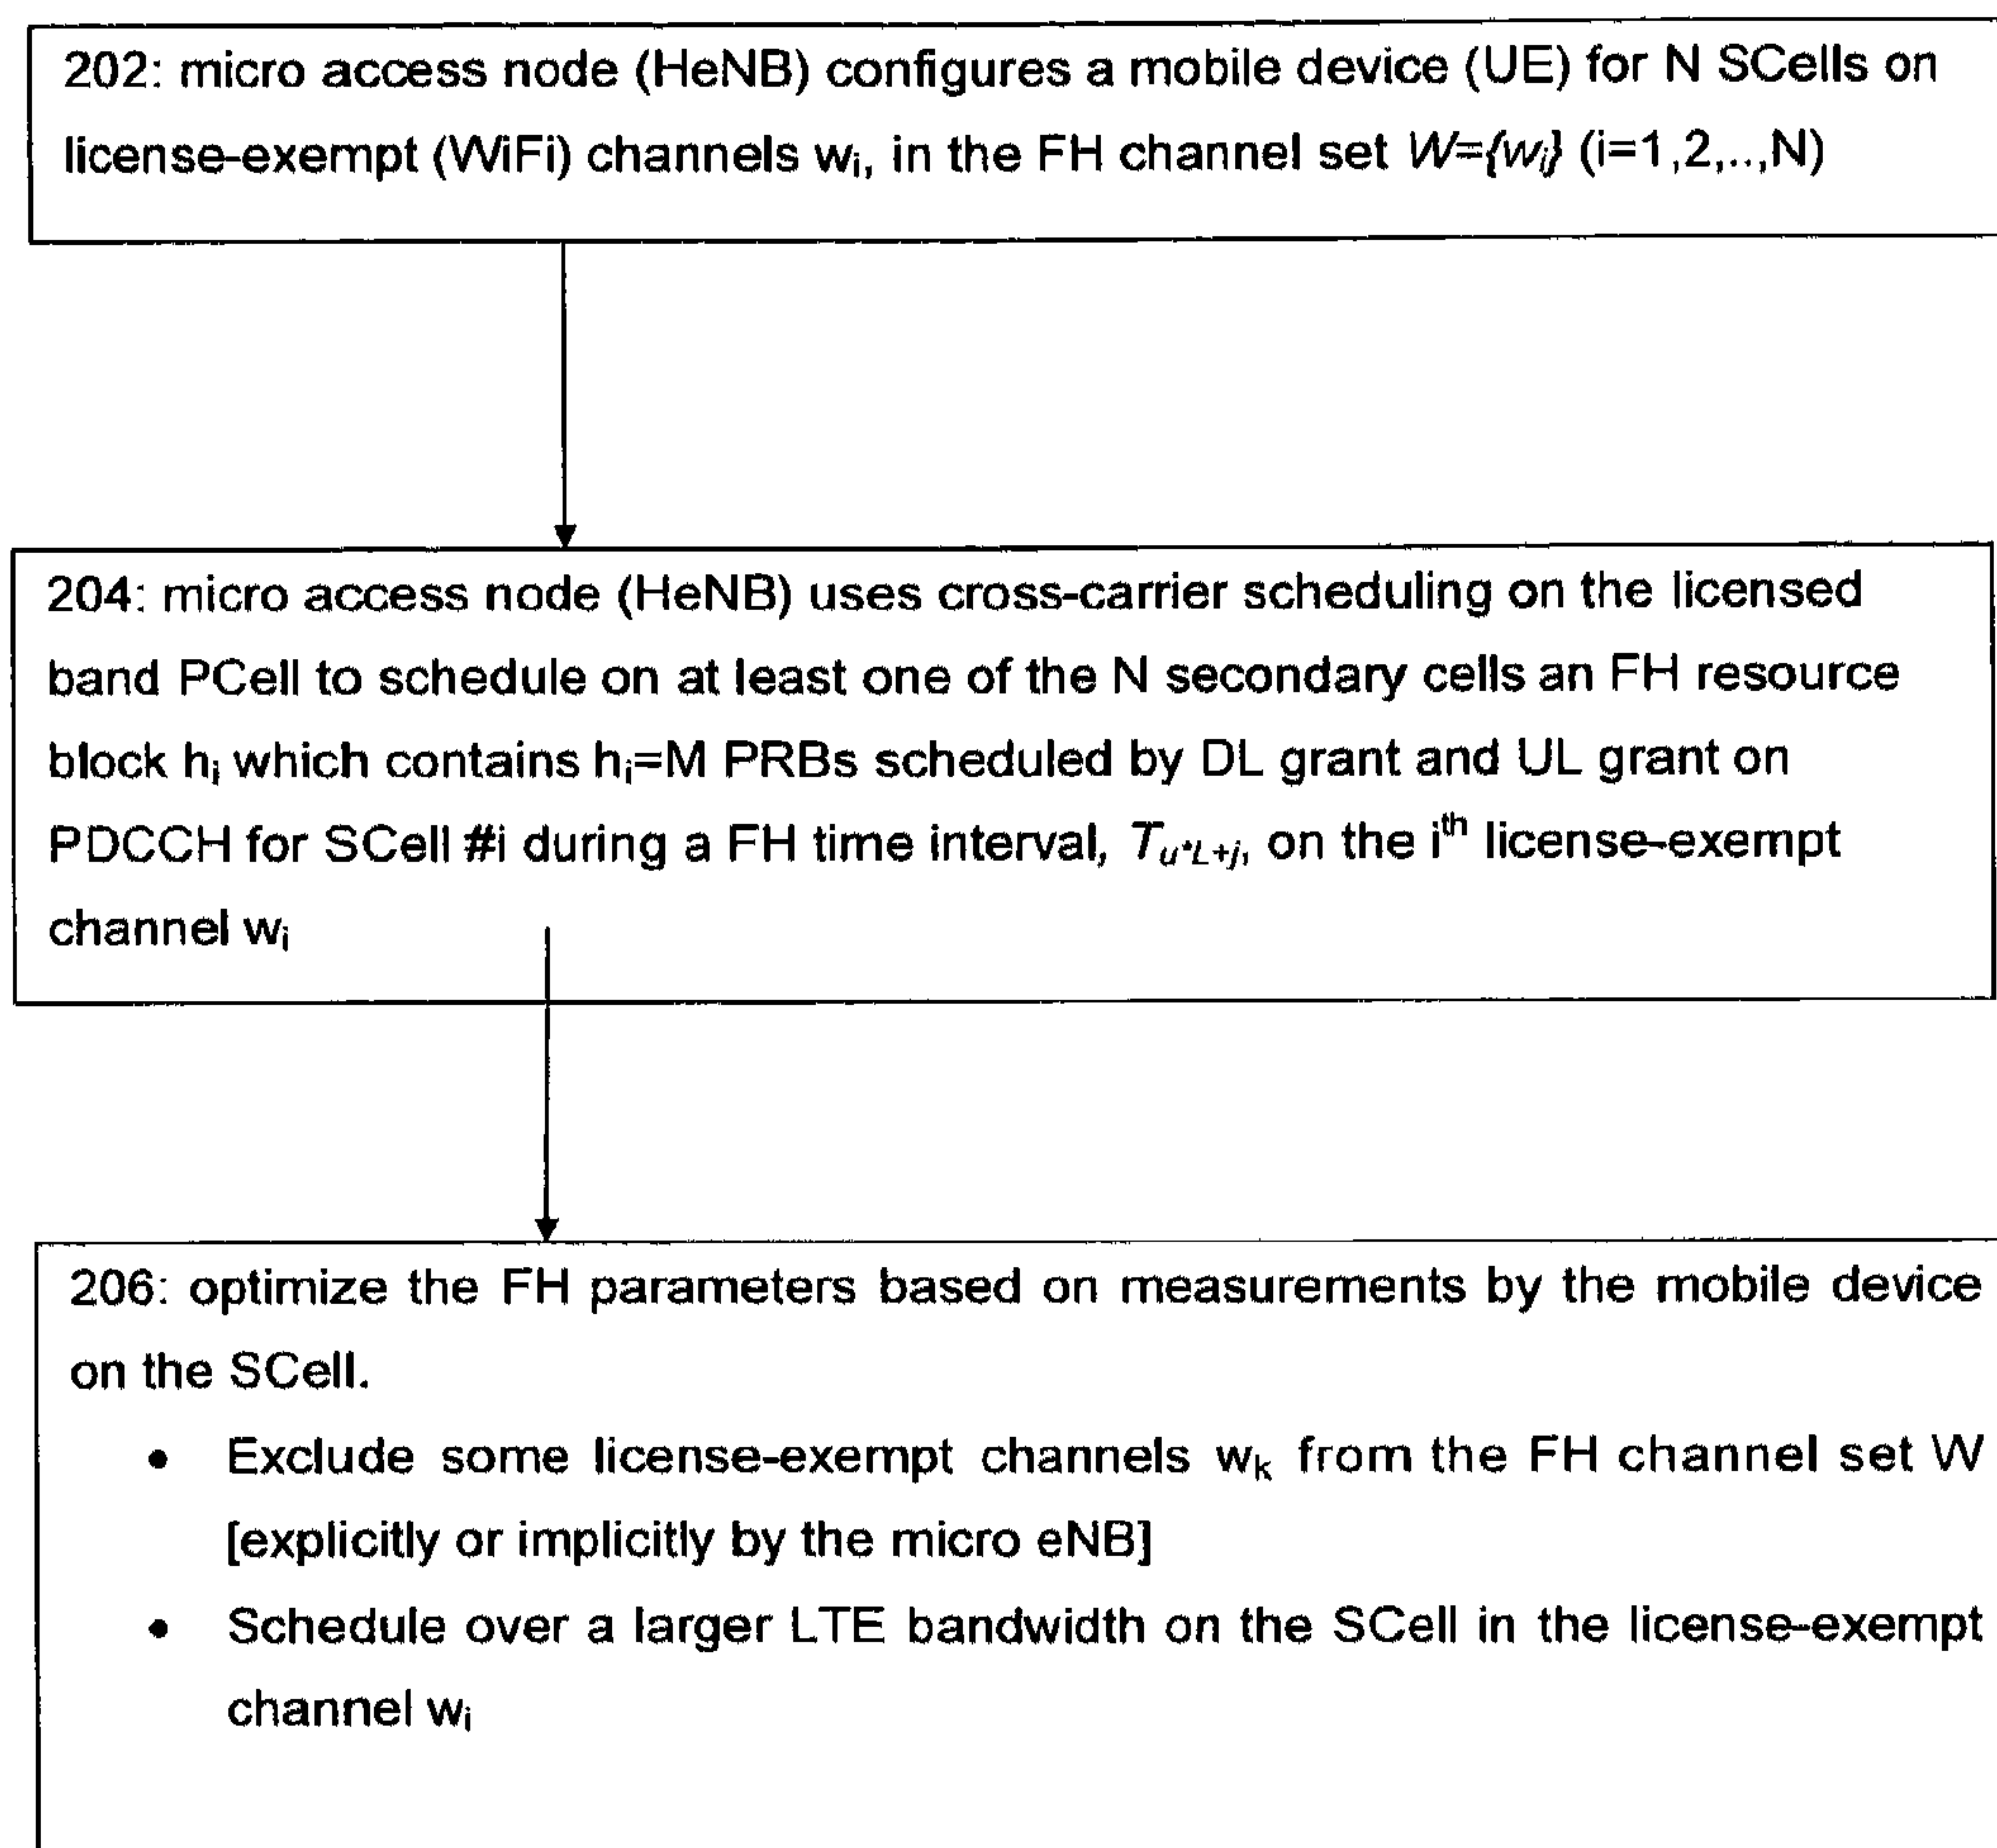 202: micro access node (HeNB) configures a mobile device (UE) for N SCells on
license-exempt (WiFi) channels wᵢ, in the FH channel set W={wᵢ} (i=1,2,..,N)
204: micro access node (HeNB) uses cross-carrier scheduling on the licensed
band PCell to schedule on at least one of the N secondary cells an FH resource
block hⱼ which contains hⱼ=M PRBs scheduled by DL grant and UL grant on
PDCCH for SCell #i during a FH time interval, T_{u*L+j}, on the iᵗʰ license-exempt
channel wᵢ
206: optimize the FH parameters based on measurements by the mobile device
on the SCell.
• Exclude some license-exempt channels wₖ from the FH channel set W
[explicitly or implicitly by the micro eNB]
• Schedule over a larger LTE bandwidth on the SCell in the license-exempt
channel wᵢ